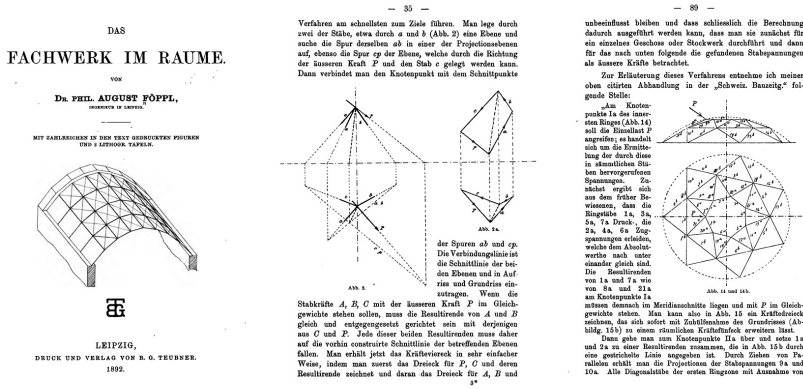 DAS
FACHWERK IM RAUME.
VON
DR. PHIL. AUGUST FÖPPL,
INGENIEUR IN LEIPZIG.
MIT ZAHLREICHEN IN DEN TEXT GEDRUCKTEN FIGUREN
UND 2 LITHOGR. TAFELN.
LEIPZIG,
DRUCK UND VERLAG VON B. G. TEUBNER.
1892.
— 35 —
Verfahren am schnellsten zum Ziele führen. Man lege durch
zwei der Stäbe, etwa durch a und b (Abb. 2) eine Ebene und
suche die Spur derselben ab in einer der Projectionsebenen
auf, ebenso die Spur cp der Ebene, welche durch die Richtung
der äusseren Kraft P und den Stab c gelegt werden kann.
Dann verbindet man den Knotenpunkt mit dem Schnittpunkte
Abb. 2a.
Abb. 2.
der Spuren ab und cp.
Die Verbindungslinie ist
die Schnittlinie der bei-
den Ebenen und in Auf-
riss und Grundriss ein-
zutragen. Wenn die
Stabkräfte A, B, C mit der äusseren Kraft P im Gleich-
gewichte stehen sollen, muss die Resultirende von A und B
gleich und entgegengesetzt gerichtet sein mit derjenigen
aus C und P. Jede dieser beiden Resultirenden muss daher
auf die vorhin construirte Schnittlinie der betreffenden Ebenen
fallen. Man erhält jetzt das Kräfteviereck in sehr einfacher
Weise, indem man zuerst das Dreieck für P, C und deren
Resultirende zeichnet und daran das Dreieck für A, B und
3*
— 89 —
unbeeinflusst bleiben und dass schliesslich die Berechnung
dadurch ausgeführt werden kann, dass man sie zunächst für
ein einzelnes Geschoss oder Stockwerk durchführt und dann
für das nach unten folgende die gefundenen Stabspannungen
als äussere Kräfte betrachtet.
Zur Erläuterung dieses Verfahrens entnehme ich meiner
oben citirten Abhandlung in der „Schweiz. Bauzeitg.“ fol-
gende Stelle:
„Am Knoten-
punkte Ia des inner-
sten Ringes (Abb. 14)
soll die Einzellast P
angreifen; es handelt
sich um die Ermitte-
lung der durch diese
in sämmtlichen Stä-
ben hervorgerufenen
Spannungen. Zu-
nächst ergibt sich
aus dem früher Be-
wiesenen, dass die
Ringstäbe 1a, 3a,
5a, 7a Druck-, die
2a, 4a, 6a Zug-
spannungen erleiden,
welche dem Absolut-
werthe nach unter
einander gleich sind.
Die Resultirenden
von 1a und 7a wie
von 8a und 21a
am Knotenpunkte Ia
Abb. 14 und 14b.
müssen demnach im Meridianschnitte liegen und mit P im Gleich-
gewichte stehen. Man kann also in Abb. 15 ein Kräftedreieck
zeichnen, das sich sofort mit Zuhülfenahme des Grundrisses (Ab-
bildg. 15b) zu einem räumlichen Kräftefünfeck erweitern lässt.
Dann gehe man zum Knotenpunkte IIa über und setze 1a
und 2a zu einer Resultirenden zusammen, die in Abb. 15b durch
eine gestrichelte Linie angegeben ist. Durch Ziehen von Pa-
rallelen erhält man die Projectionen der Stabspannungen 9a und
10a. Alle Diagonalstäbe der ersten Ringzone mit Ausnahme von